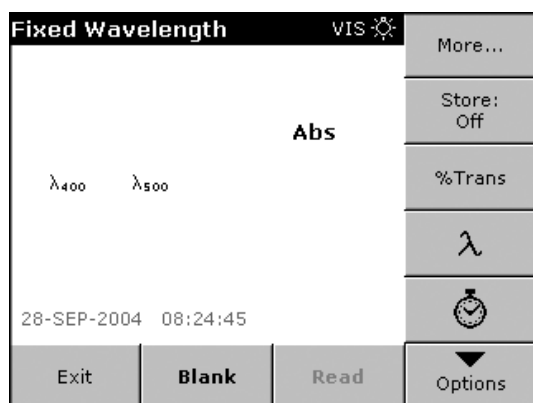 Fixed Wavelength VIS
More...
Store:
Off
Abs
%Trans
λ400 λ500
λ
28-SEP-2004 08:24:45
Exit
Blank
Read
Options